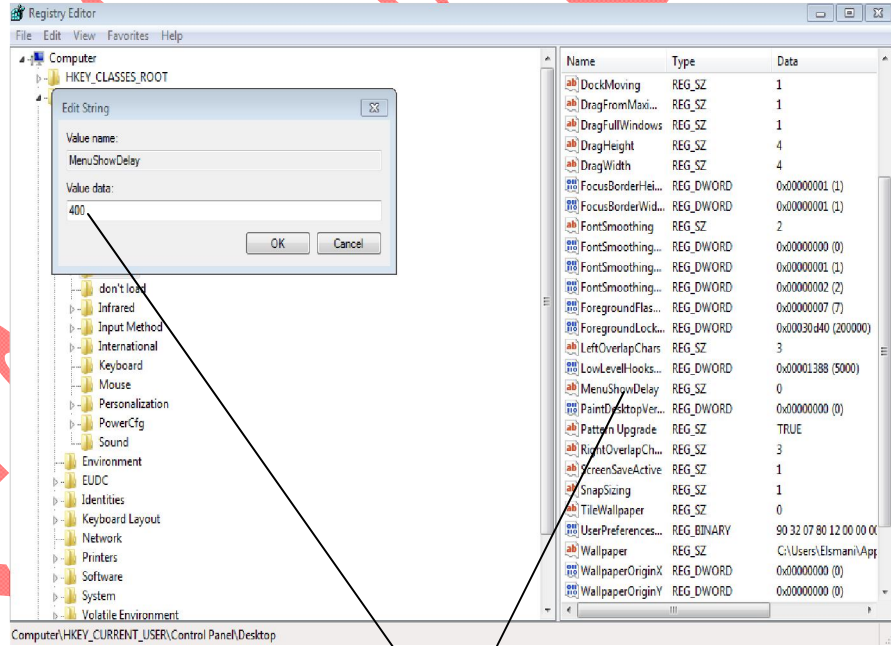 Registry Editor
File Edit View Favorites Help
Computer
HKEY_CLASSES_ROOT
Edit String
Value name:
MenuShowDelay
Value data:
400
OK Cancel
don't load
Infrared
Input Method
International
Keyboard
Mouse
Personalization
PowerCfg
Sound
Environment
EUDC
Identities
Keyboard Layout
Network
Printers
Software
System
Volatile Environment
Name Type Data
DockMoving REG_SZ 1
DragFromMaxi... REG_SZ 1
DragFullWindows REG_SZ 1
DragHeight REG_SZ 4
DragWidth REG_SZ 4
FocusBorderHei... REG_DWORD 0x00000001 (1)
FocusBorderWid... REG_DWORD 0x00000001 (1)
FontSmoothing REG_SZ 2
FontSmoothing... REG_DWORD 0x00000000 (0)
FontSmoothing... REG_DWORD 0x00000001 (1)
FontSmoothing... REG_DWORD 0x00000002 (2)
ForegroundFlas... REG_DWORD 0x00000007 (7)
ForegroundLock... REG_DWORD 0x00030d40 (200000)
LeftOverlapChars REG_SZ 3
LowLevelHooks... REG_DWORD 0x00001388 (5000)
MenuShowDelay REG_SZ 0
PaintDesktopVer... REG_DWORD 0x00000000 (0)
Pattern Upgrade REG_SZ TRUE
RightOverlapCh... REG_SZ 3
ScreenSaveActive REG_SZ 1
SnapSizing REG_SZ 1
TileWallpaper REG_SZ 0
UserPreferences... REG_BINARY 90 32 07 80 12 00 00 00
Wallpaper REG_SZ C:\Users\Elsmani\App
WallpaperOriginX REG_DWORD 0x00000000 (0)
WallpaperOriginY REG_DWORD 0x00000000 (0)
Computer\HKEY_CURRENT_USER\Control Panel\Desktop